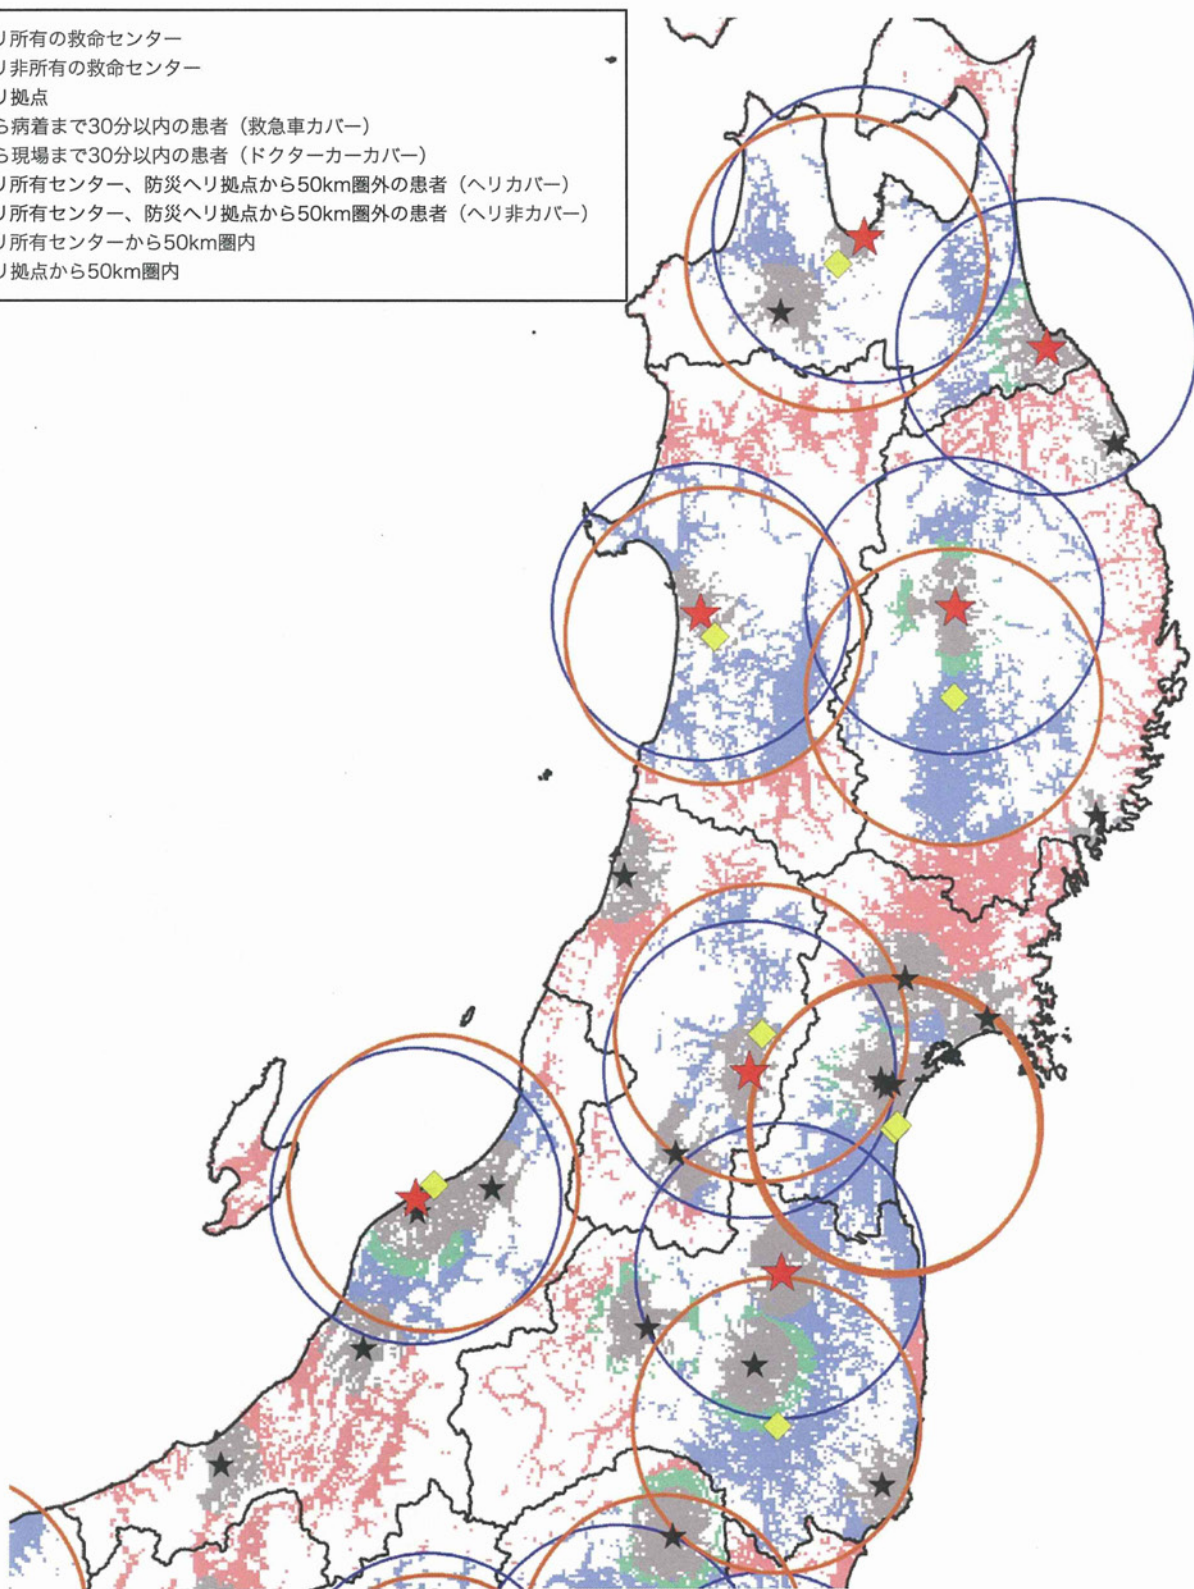 リ所有の救命センター
リ非所有の救命センター
リ拠点
ら病着まで30分以内の患者（救急車カバー）
ら現場まで30分以内の患者（ドクターカーカバー）
リ所有センター、防災ヘリ拠点から50km圏外の患者（ヘリカバー）
リ所有センター、防災ヘリ拠点から50km圏外の患者（ヘリ非カバー）
リ所有センターから50km圏内
リ拠点から50km圏内